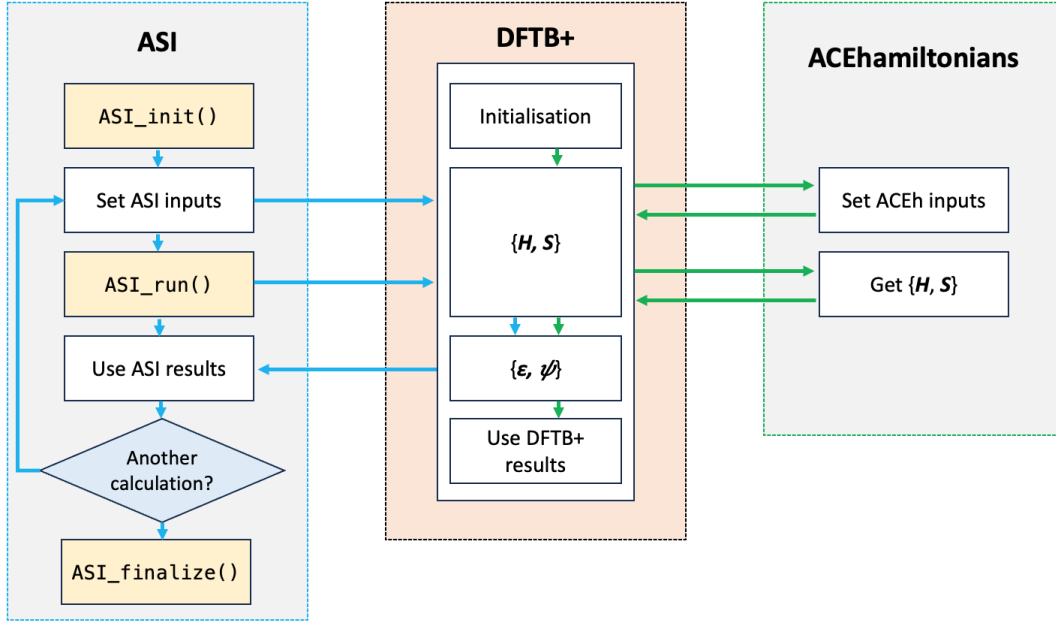 ASI
ASI_init()
Set ASI inputs
ASI_run()
Use ASI results
Another
calculation?
ASI_finalize()
DFTB+
Initialisation
{H, S}
{ε, ψ}
Use DFTB+
results
ACEhamiltonians
Set ACEh inputs
Get {H, S}